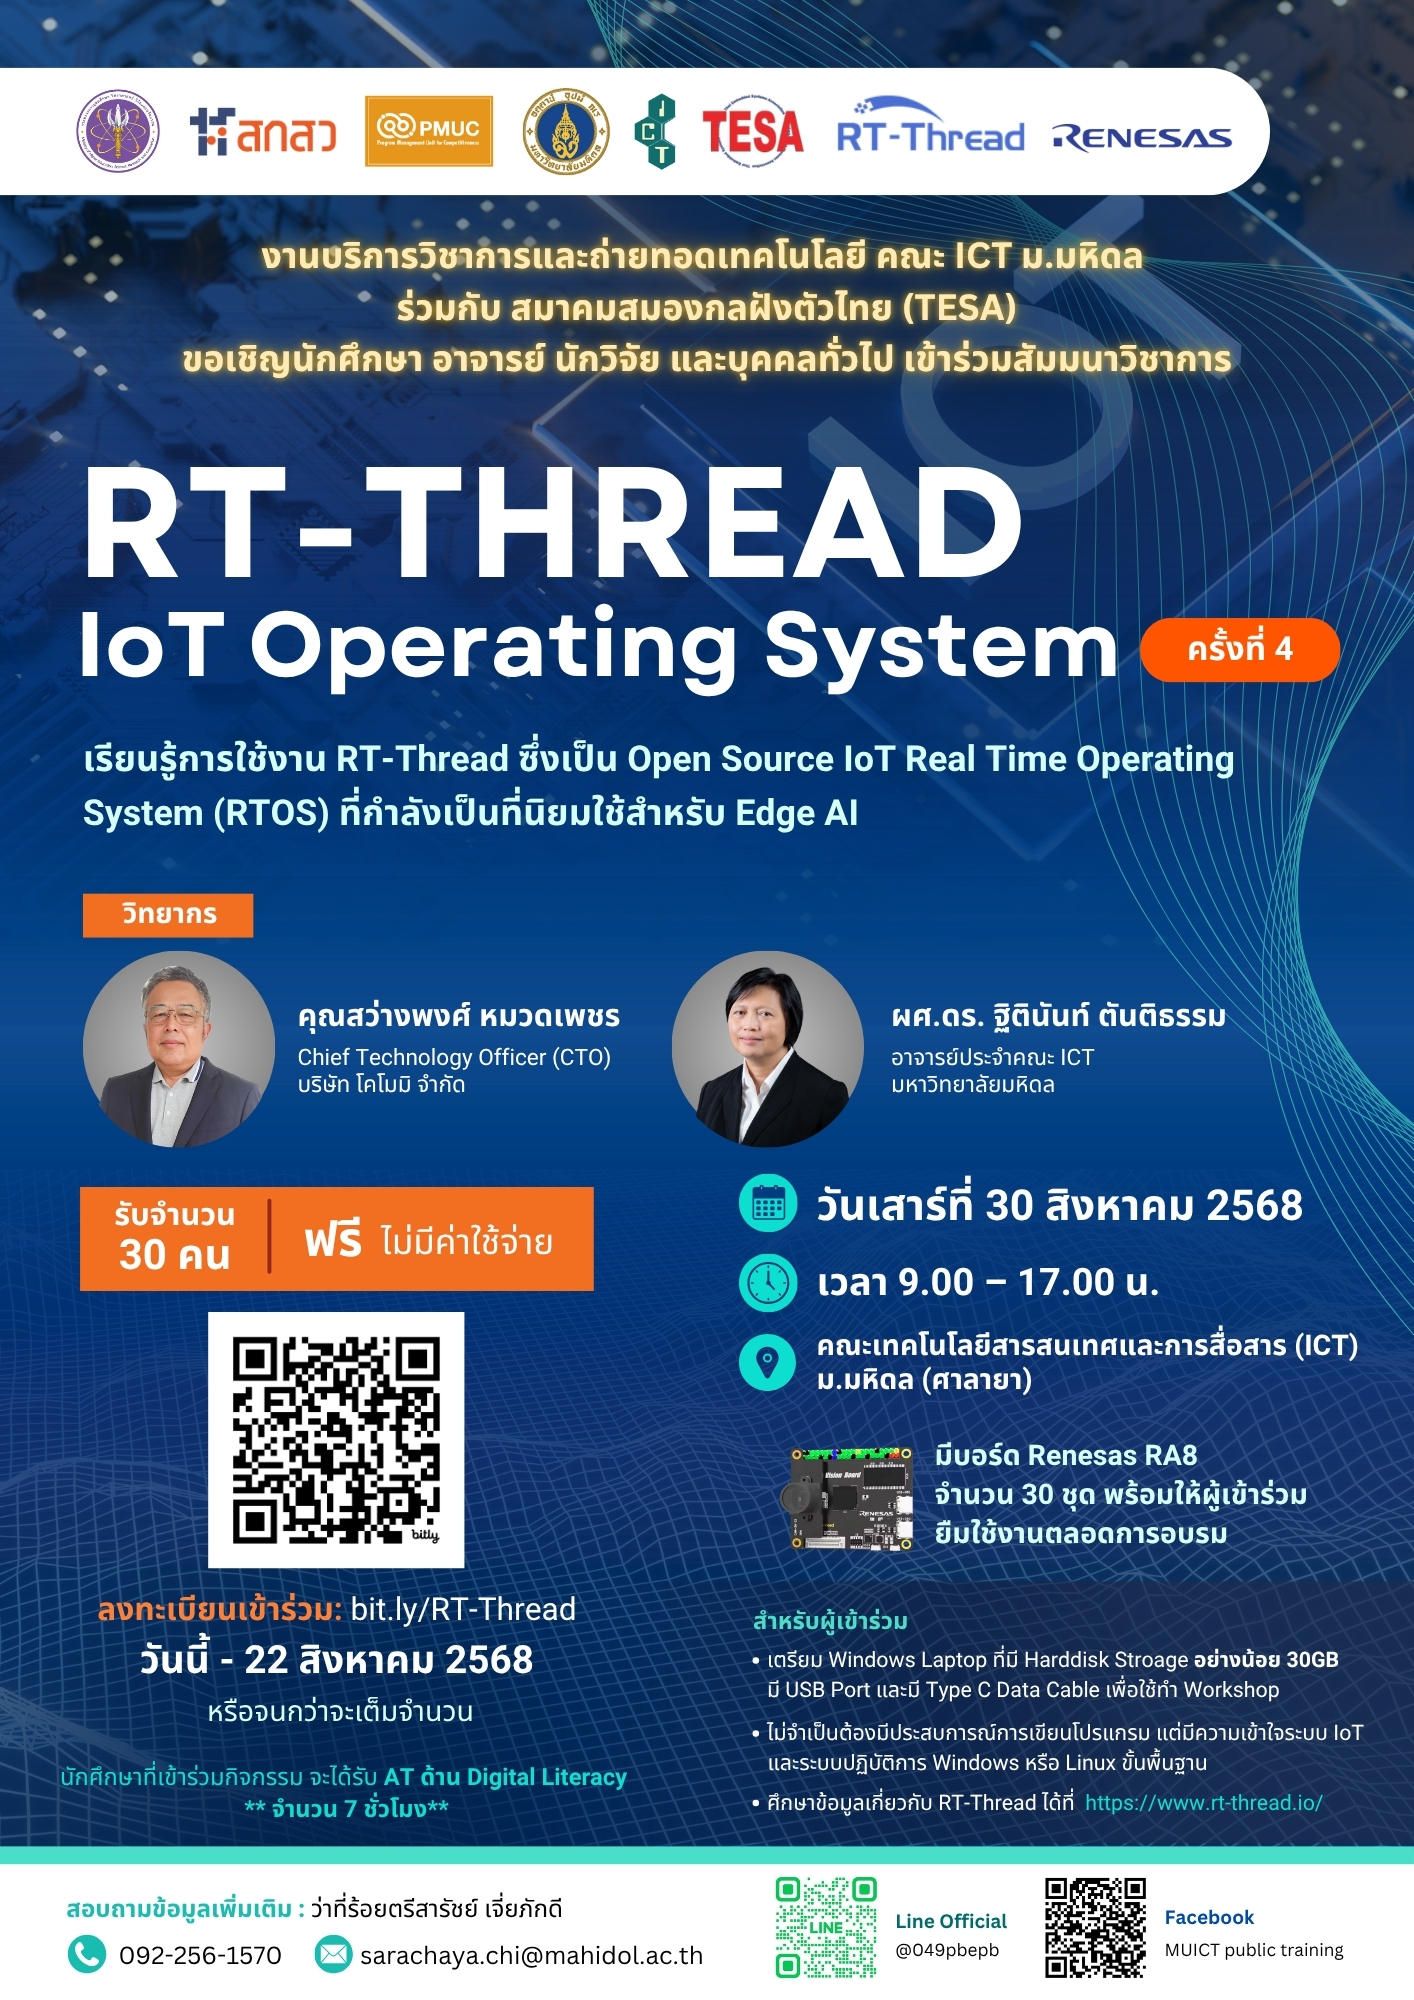 สกสว
PMUC
Program Management Unit for Competitiveness
ICT
TESA
RT-Thread
RENESAS
งานบริการวิชาการและถ่ายทอดเทคโนโลยี คณะ ICT ม.มหิดล
ร่วมกับ สมาคมสมองกลฝังตัวไทย (TESA)
ขอเชิญนักศึกษา อาจารย์ นักวิจัย และบุคคลทั่วไป เข้าร่วมสัมมนาวิชาการ
IoT
RT-THREAD
IoT Operating System
ครั้งที่ 4
เรียนรู้การใช้งาน RT-Thread ซึ่งเป็น Open Source IoT Real Time Operating
System (RTOS) ที่กำลังเป็นที่นิยมใช้สำหรับ Edge AI
วิทยากร
คุณสว่างพงศ์ หมวดเพชร
Chief Technology Officer (CTO)
บริษัท โคโมมิ จำกัด
ผศ.ดร. ฐิตินันท์ ตันติธรรม
อาจารย์ประจำคณะ ICT
มหาวิทยาลัยมหิดล
รับจำนวน
30 คน
ฟรี ไม่มีค่าใช้จ่าย
วันเสาร์ที่ 30 สิงหาคม 2568
เวลา 9.00 – 17.00 น.
คณะเทคโนโลยีสารสนเทศและการสื่อสาร (ICT)
ม.มหิดล (ศาลายา)
bitly
Vision Board
RENESAS
มีบอร์ด Renesas RA8
จำนวน 30 ชุด พร้อมให้ผู้เข้าร่วม
ยืมใช้งานตลอดการอบรม
ลงทะเบียนเข้าร่วม: bit.ly/RT-Thread
วันนี้ - 22 สิงหาคม 2568
หรือจนกว่าจะเต็มจำนวน
นักศึกษาที่เข้าร่วมกิจกรรม จะได้รับ AT ด้าน Digital Literacy
** จำนวน 7 ชั่วโมง**
สำหรับผู้เข้าร่วม
• เตรียม Windows Laptop ที่มี Harddisk Stroage อย่างน้อย 30GB
มี USB Port และมี Type C Data Cable เพื่อใช้ทำ Workshop
• ไม่จำเป็นต้องมีประสบการณ์การเขียนโปรแกรม แต่มีความเข้าใจระบบ IoT
และระบบปฏิบัติการ Windows หรือ Linux ขั้นพื้นฐาน
• ศึกษาข้อมูลเกี่ยวกับ RT-Thread ได้ที่ https://www.rt-thread.io/
สอบถามข้อมูลเพิ่มเติม : ว่าที่ร้อยตรีสารัชย์ เจี่ยภักดี
092-256-1570
sarachaya.chi@mahidol.ac.th
LINE
Line Official
@049pbepb
Facebook
MUICT public training